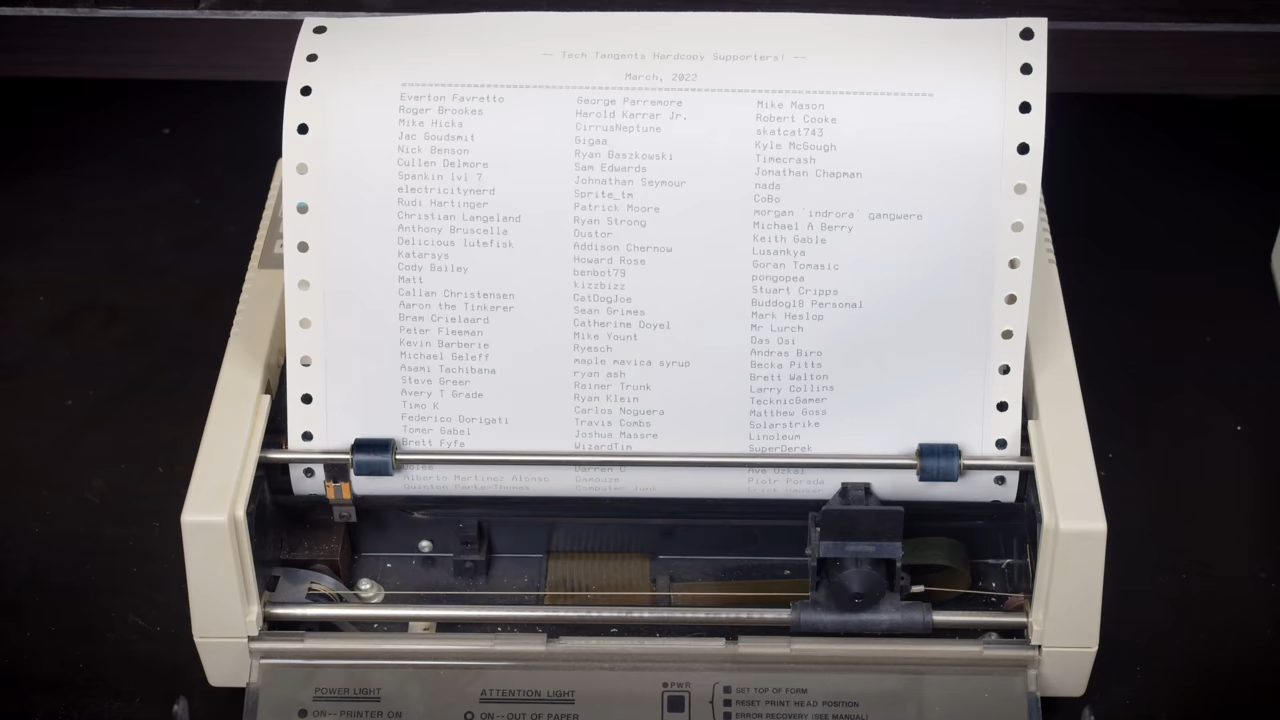 -- Tech Tangents Hardcopy Supporters! --
March, 2022
Everton Favretto
Roger Brookes
Mike Hicks
Jac Goudsmit
Nick Benson
Cullen Delmore
Spankin lvl 7
electricitynerd
Rudi Hartinger
Christian Langeland
Anthony Bruscella
Delicious lutefisk
Katarsys
Cody Bailey
Matt
Callan Christensen
Aaron the Tinkerer
Bram Crielaard
Peter Fleeman
Kevin Barberie
Michael Geleff
Asami Tachibana
Steve Greer
Avery T Grade
Timo K
Federico Dorigati
Tomer Gabel
Brett Fyfe
Alberto Martinez Alonso
Quinton Parke-Thomas
George Parremore
Harold Karrar Jr.
CirrusNeptune
Gigaa
Ryan Baszkowski
Sam Edwards
Johnathan Seymour
Sprite_tm
Patrick Moore
Ryan Strong
Oustor
Addison Chernow
Howard Rose
benbot79
kizzbizz
CatDogJoe
Sean Grimes
Catherine Doyel
Mike Yount
Ryesch
maple mavica syrup
ryan ash
Rainer Trunk
Ryan Klein
Carlos Noguera
Travis Combs
Joshua Massre
WizardTim
Darren C
Gamouze
Mike Mason
Robert Cooke
skatcat743
Kyle McGough
Timecrash
Jonathan Chapman
nada
CoBo
morgan `indrora` gangwere
Michael A Berry
Keith Gable
Lusankya
Goran Tomasic
pongopea
Stuart Cripps
Buddog18 Personal
Mark Heslop
Mr Lurch
Das Osi
Andras Biro
Becka Pitts
Brett Walton
Larry Collins
TecknicGamer
Matthew Goss
Solarstrike
Linoleum
SuperDerek
Ave Ozkal
Piotr Porada
POWER LIGHT
ON--PRINTER ON
ATTENTION LIGHT
ON--OUT OF PAPER
PWR
SET TOP OF FORM
RESET PRINT HEAD POSITION
ERROR RECOVERY (SEE MANUAL)